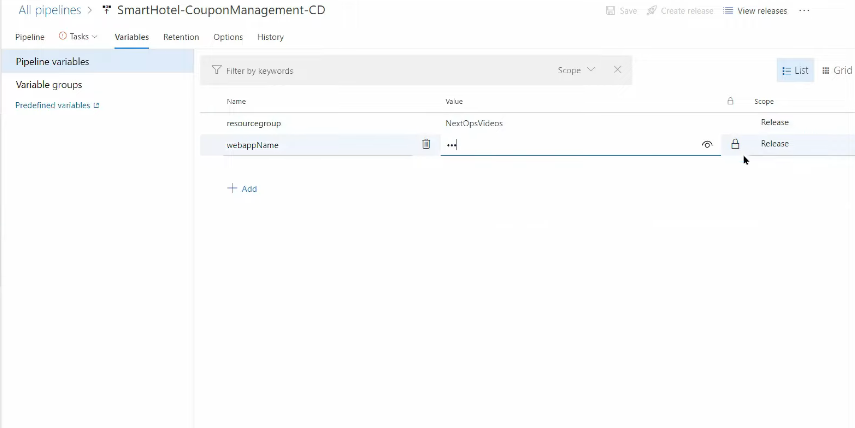 All pipelines > SmartHotel-CouponManagement-CD
Save Create release View releases ...
Pipeline Tasks Variables Retention Options History
Pipeline variables
Variable groups
Predefined variables
Filter by keywords Scope List Grid
Name Value Scope
resourcegroup NextOpsVideos Release
webappName ••• Release
+ Add